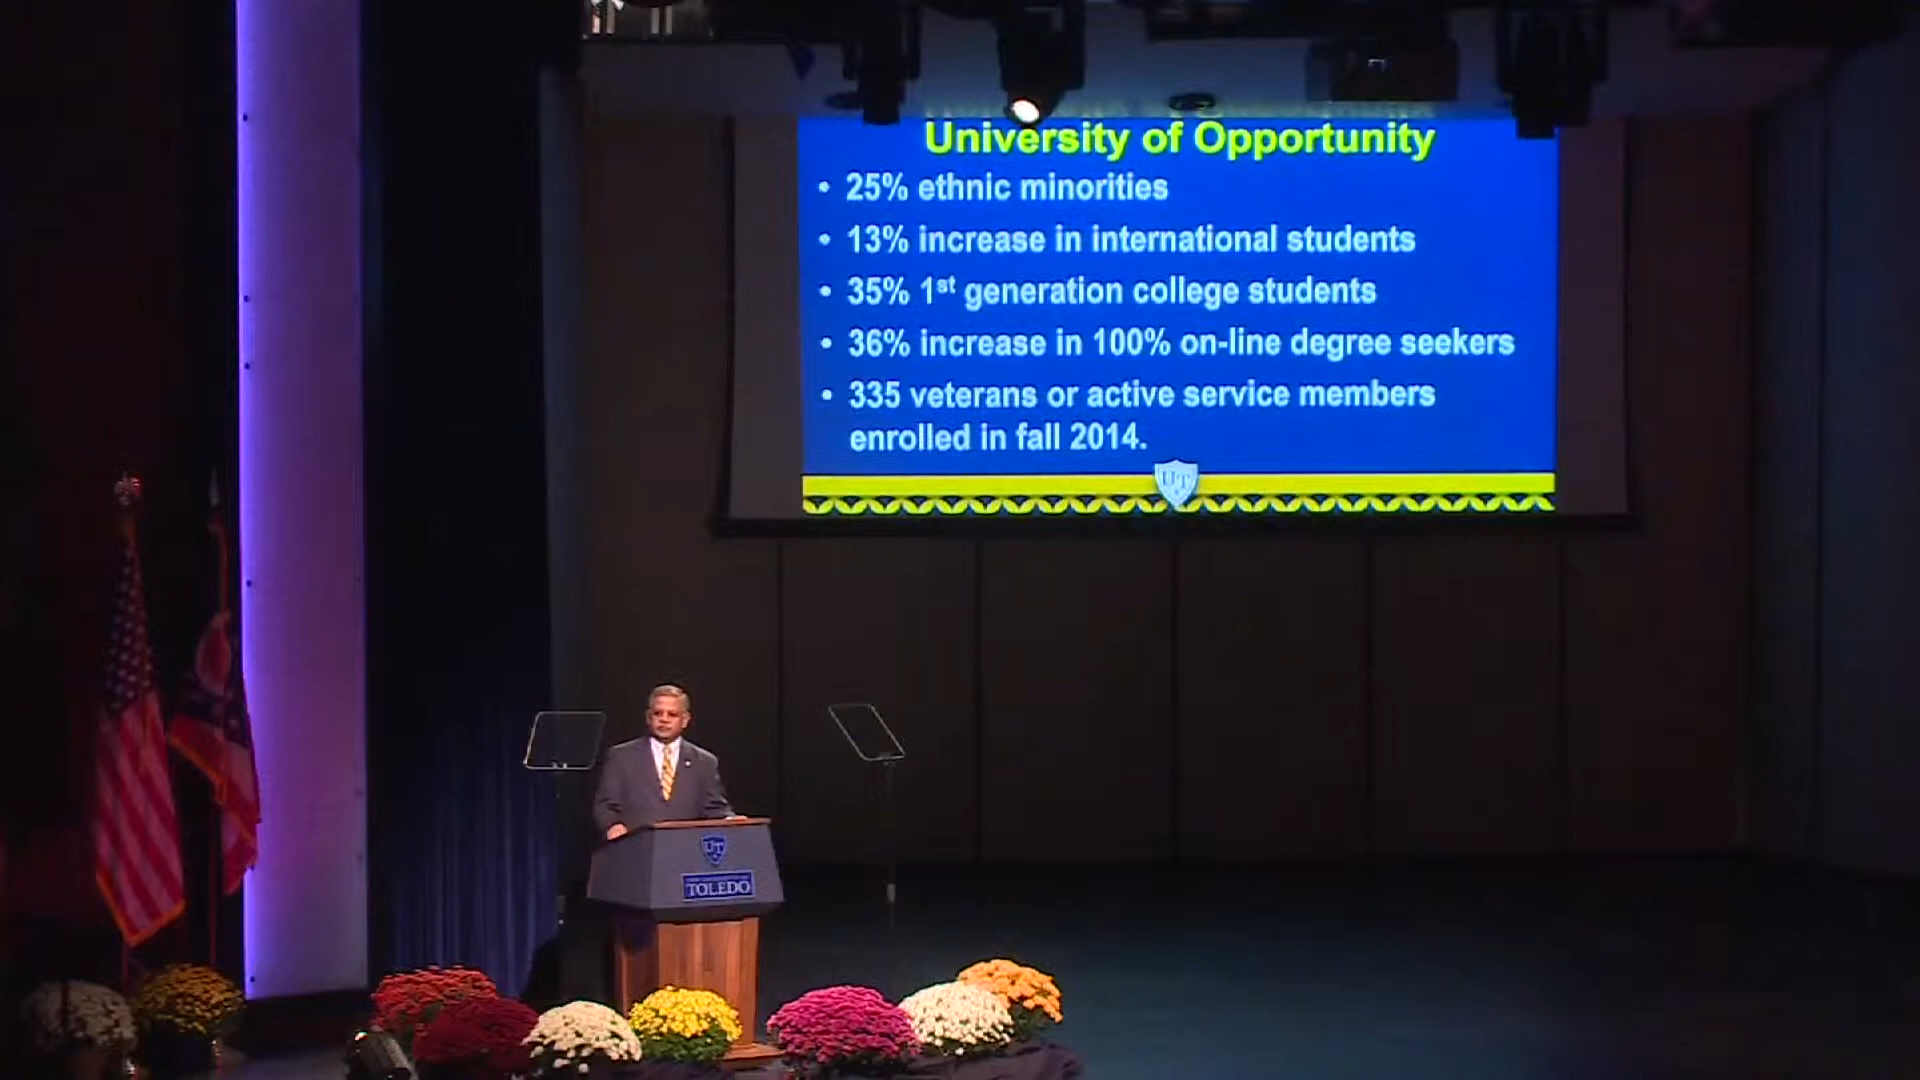 University of Opportunity
• 25% ethnic minorities
• 13% increase in international students
• 35% 1st generation college students
• 36% increase in 100% on-line degree seekers
• 335 veterans or active service members
enrolled in fall 2014.
UT
UT
TOLEDO